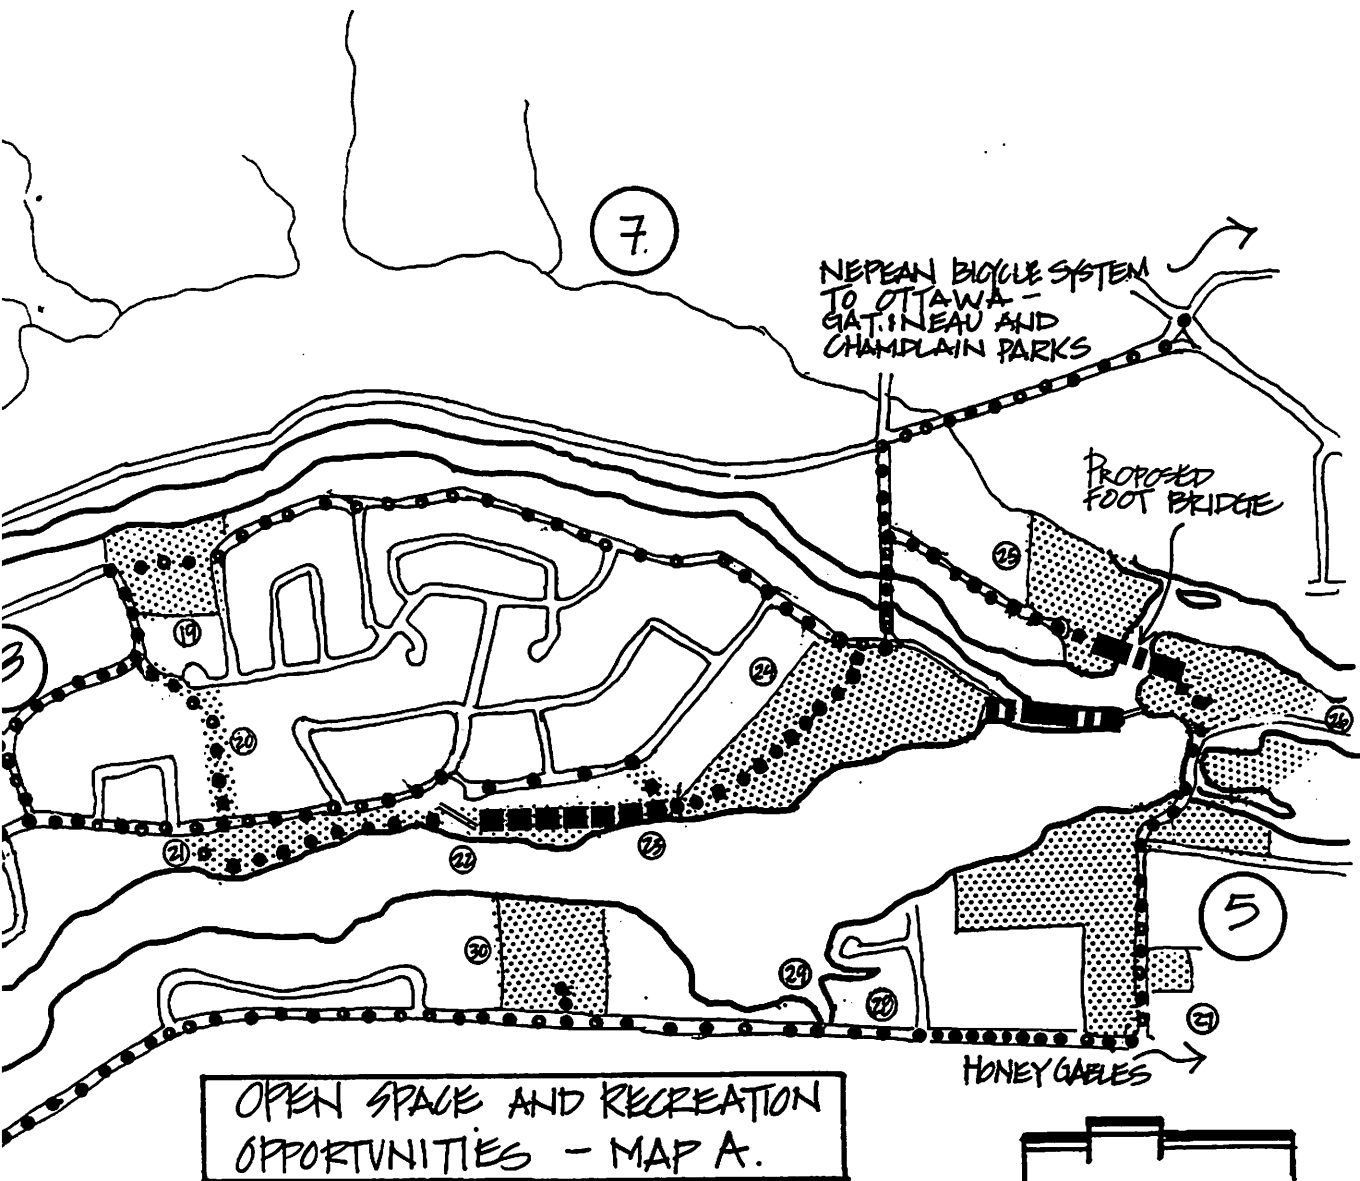 7.
NEPEAN BICYCLE SYSTEM
TO OTTAWA -
GATINEAU AND
CHAMPLAIN PARKS
PROPOSED
FOOT BRIDGE
25
19
3
24
26
20
21
22
23
5
30
29
28
27
HONEY GABLES
OPEN SPACE AND RECREATION
OPPORTUNITIES - MAP A.